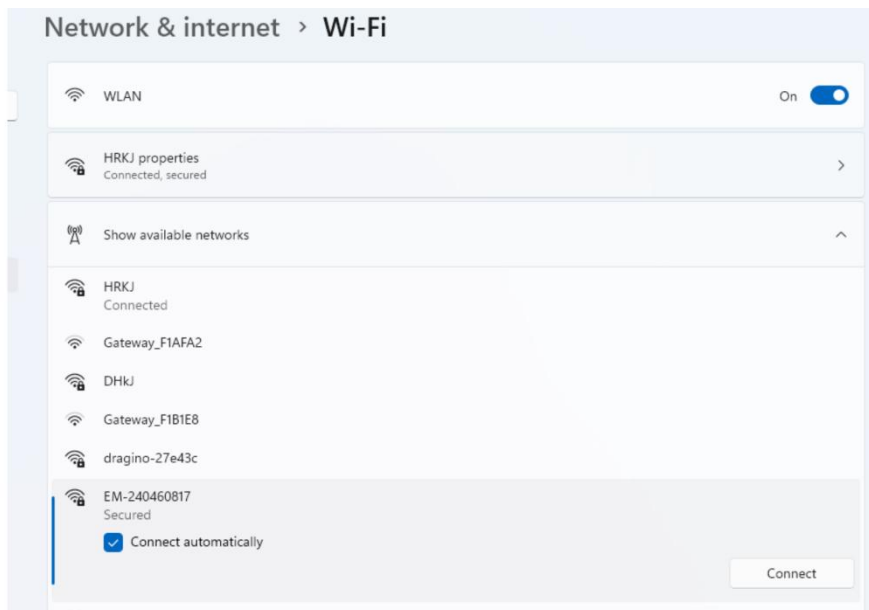 Network & internet > Wi-Fi
WLAN
On
HRKJ properties
Connected, secured
Show available networks
HRKJ
Connected
Gateway_F1AFA2
DHkJ
Gateway_F1B1E8
dragino-27e43c
EM-240460817
Secured
Connect automatically
Connect